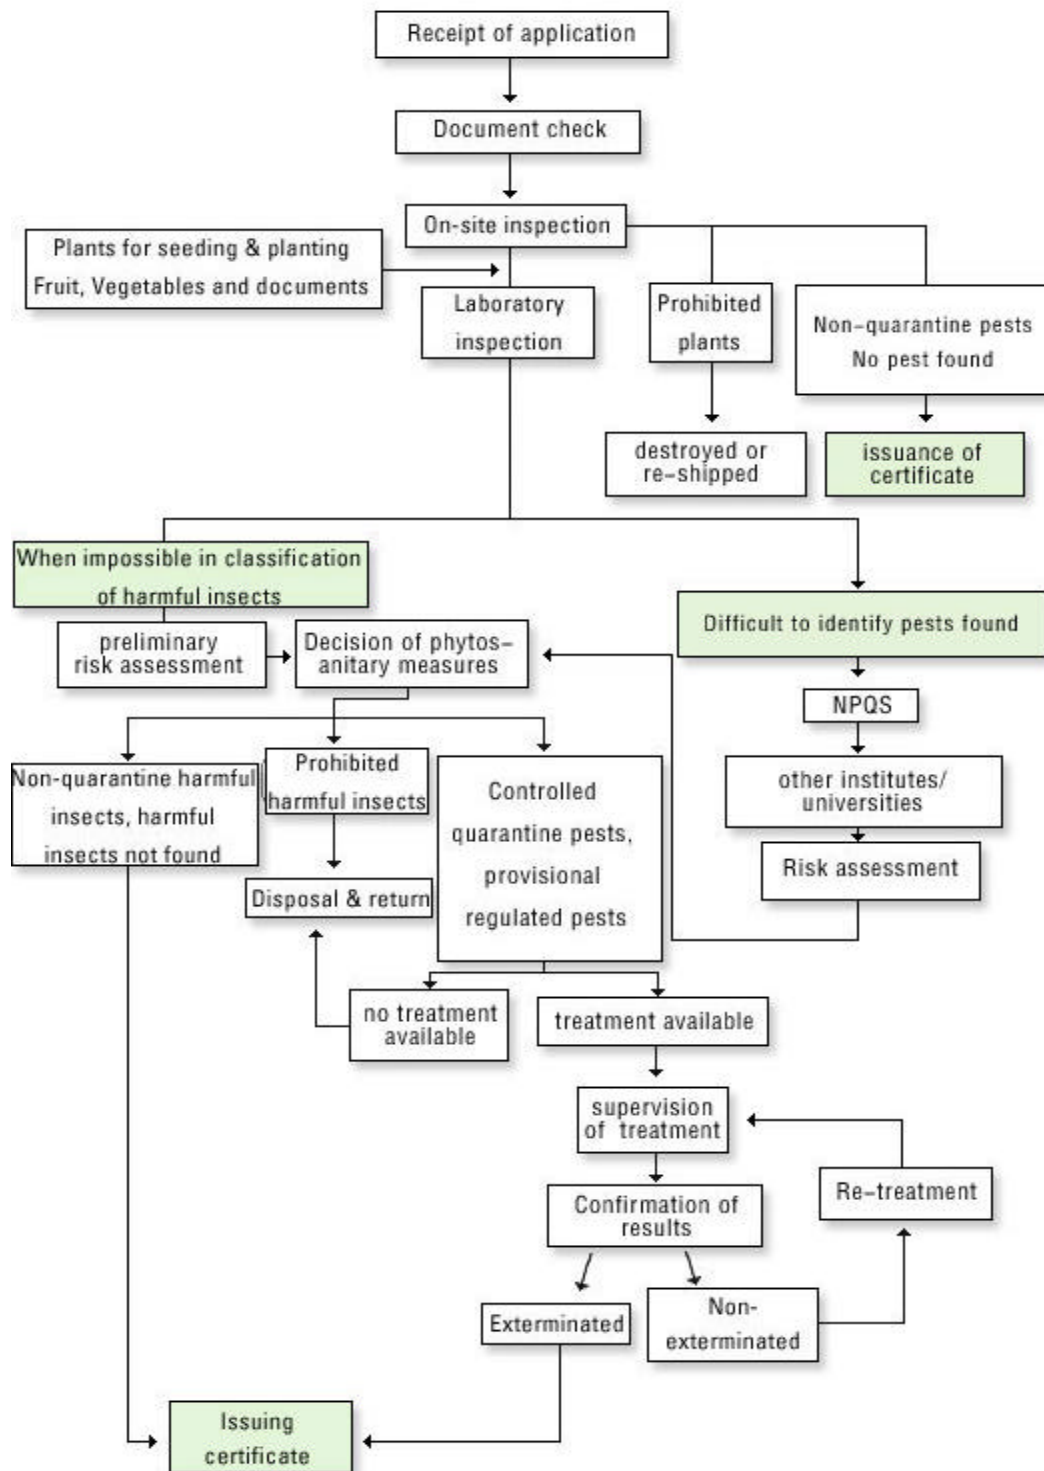 Receipt of application
Document check
On-site inspection
Plants for seeding & planting
Fruit, Vegetables and documents
Laboratory
inspection
Prohibited
plants
Non-quarantine pests
No pest found
destroyed or
re-shipped
issuance of
certificate
When impossible in classification
of harmful insects
Difficult to identify pests found
preliminary
risk assessment
Decision of phytos-
anitary measures
NPQS
other institutes/
universities
Risk assessment
Non-quarantine harmful
insects, harmful
insects not found
Prohibited
harmful insects
Controlled
quarantine pests,
provisional
regulated pests
Disposal & return
no treatment
available
treatment available
supervision
of treatment
Re-treatment
Confirmation of
results
Exterminated
Non-
exterminated
Issuing
certificate